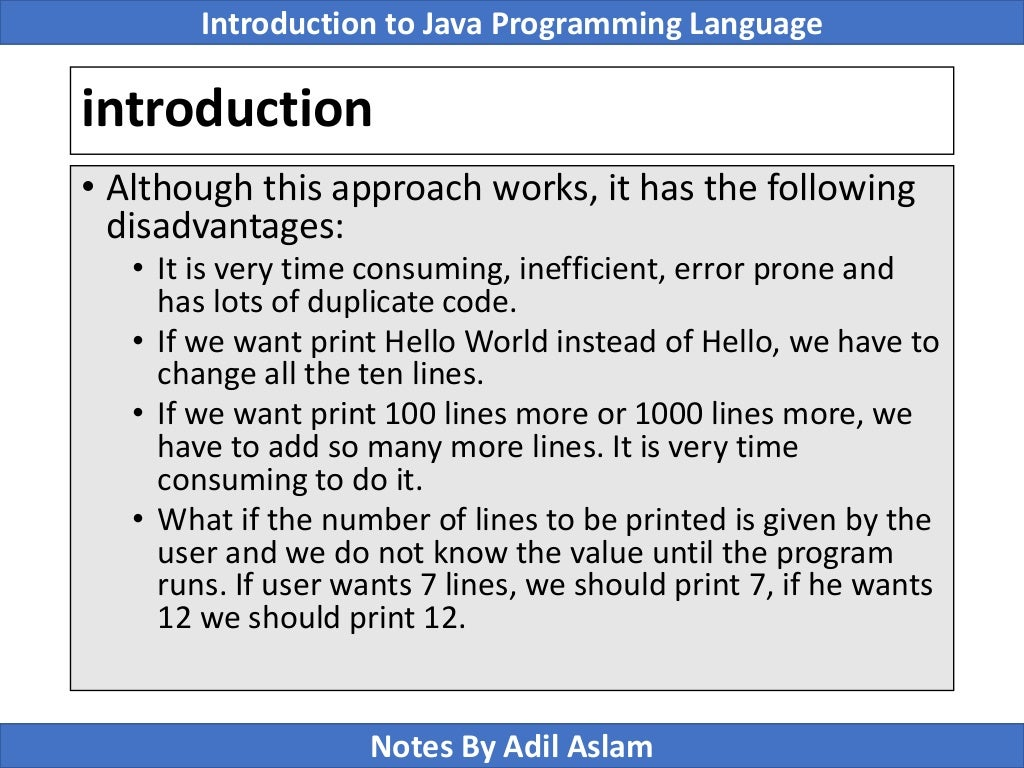 Introduction to Java Programming Language
introduction
• Although this approach works, it has the following
disadvantages:
• It is very time consuming, inefficient, error prone and
has lots of duplicate code.
• If we want print Hello World instead of Hello, we have to
change all the ten lines.
• If we want print 100 lines more or 1000 lines more, we
have to add so many more lines. It is very time
consuming to do it.
• What if the number of lines to be printed is given by the
user and we do not know the value until the program
runs. If user wants 7 lines, we should print 7, if he wants
12 we should print 12.
Notes By Adil Aslam